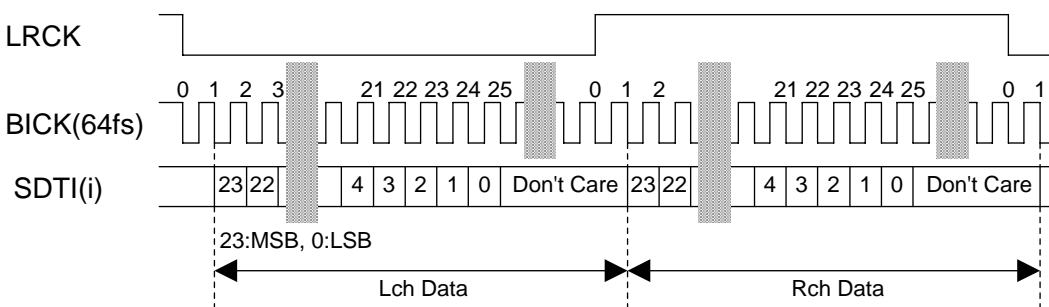 LRCK
0 1 2 3 21 22 23 24 25 0 1 2 21 22 23 24 25 0 1
BICK(64fs)
SDTI(i) 23 22 4 3 2 1 0 Don't Care 23 22 4 3 2 1 0 Don't Care
23:MSB, 0:LSB
Lch Data Rch Data